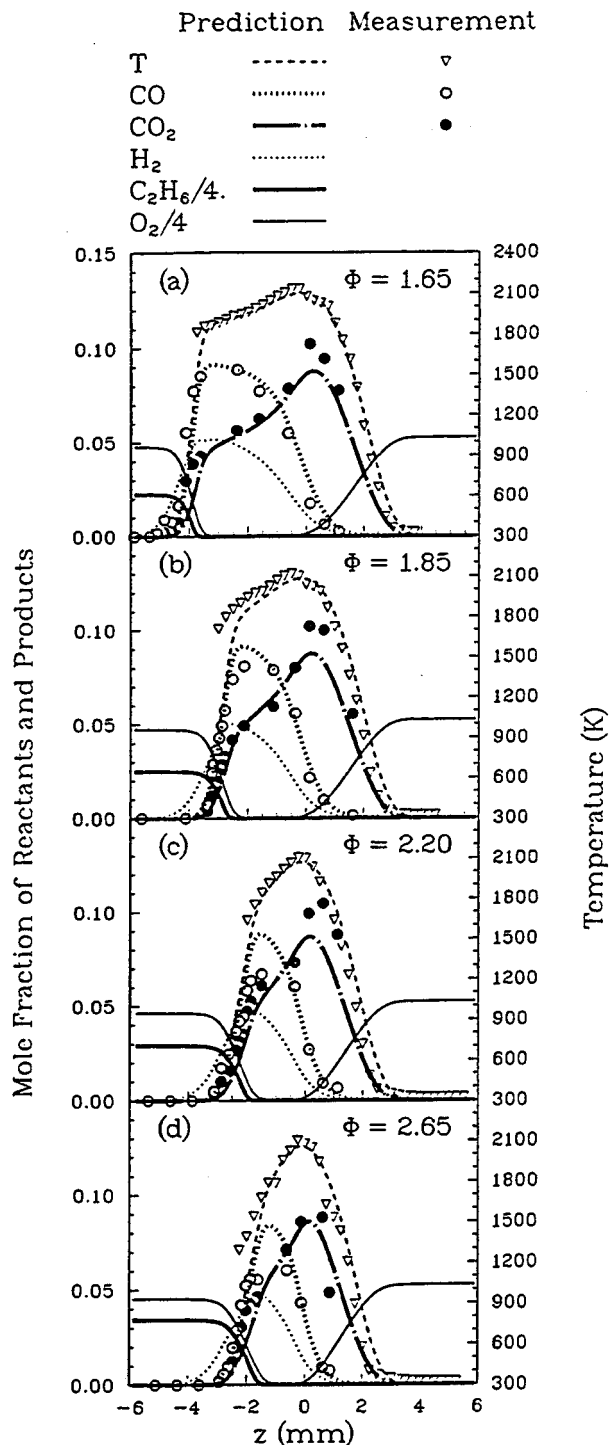 Prediction Measurement
T
CO
CO₂
H₂
C₂H₆/4.
O₂/4
Mole Fraction of Reactants and Products
Temperature (K)
0.15
0.10
0.05
0.00
(a)
Φ = 1.65
2400
2100
1800
1500
1200
900
600
300
0.10
0.05
0.00
(b)
Φ = 1.85
2100
1800
1500
1200
900
600
300
0.10
0.05
0.00
(c)
Φ = 2.20
2100
1800
1500
1200
900
600
300
0.10
0.05
0.00
(d)
Φ = 2.65
2100
1800
1500
1200
900
600
300
-6 -4 -2 0 2 4 6
z (mm)